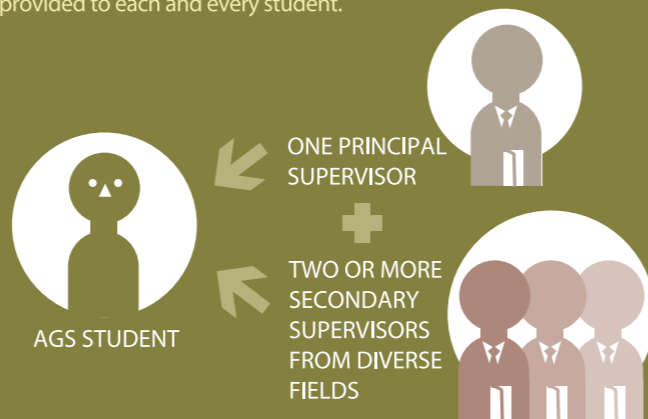 provided to each and every student.
ONE PRINCIPAL
SUPERVISOR
TWO OR MORE
SECONDARY
SUPERVISORS
FROM DIVERSE
FIELDS
AGS STUDENT